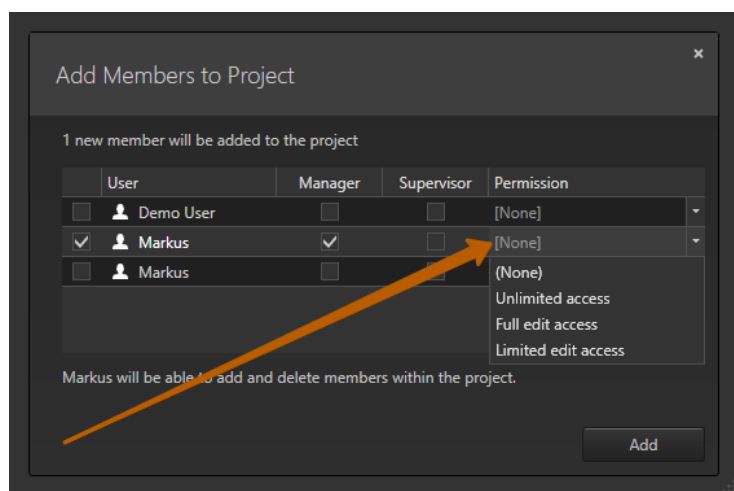 Add Members to Project
1 new member will be added to the project
User Manager Supervisor Permission
Demo User [None]
Markus [None]
Markus
(None)
Unlimited access
Full edit access
Limited edit access
Markus will be able to add and delete members within the project.
Add